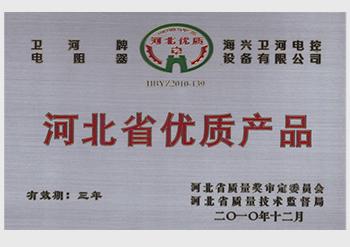 卫河牌 海兴卫河电控
电阻器 设备有限公司
河北优质
HBYZ2010-139
河北省优质产品
有效期：三年
河北省质量奖审定委员会
河北省质量技术监督局
二〇一〇年十二月